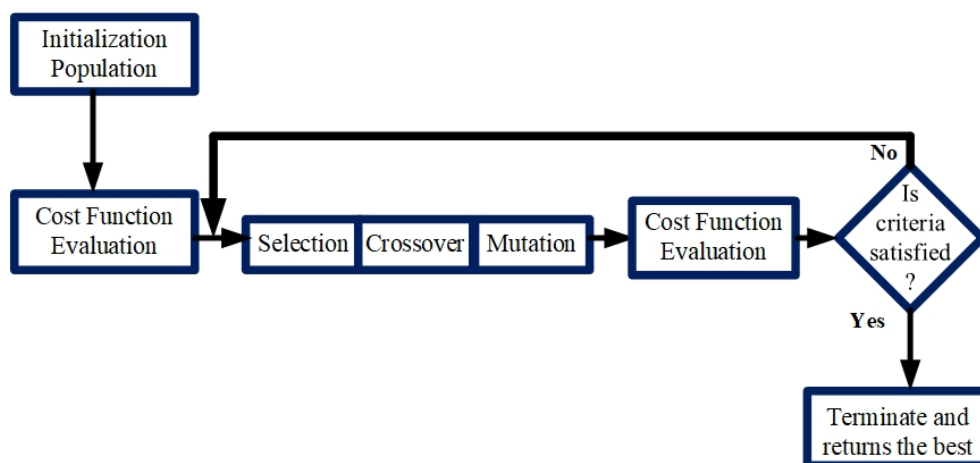 Initialization
Population
Cost Function
Evaluation
Selection
Crossover
Mutation
Cost Function
Evaluation
No
Is
criteria
satisfied
?
Yes
Terminate and
returns the best